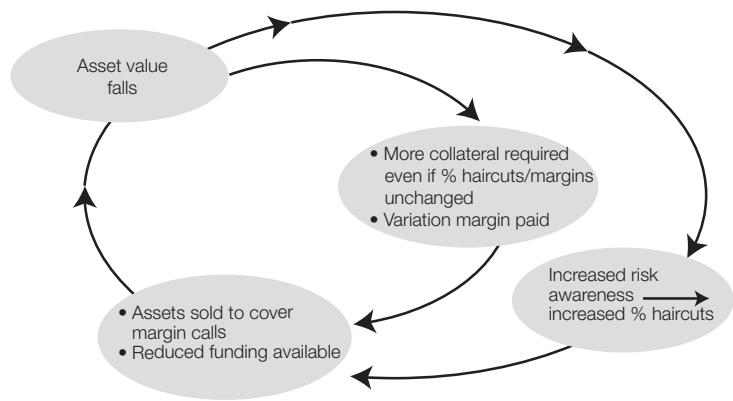 Asset value
falls
• More collateral required
even if % haircuts/margins
unchanged
• Variation margin paid
Increased risk
awareness
increased % haircuts
• Assets sold to cover
margin calls
• Reduced funding available